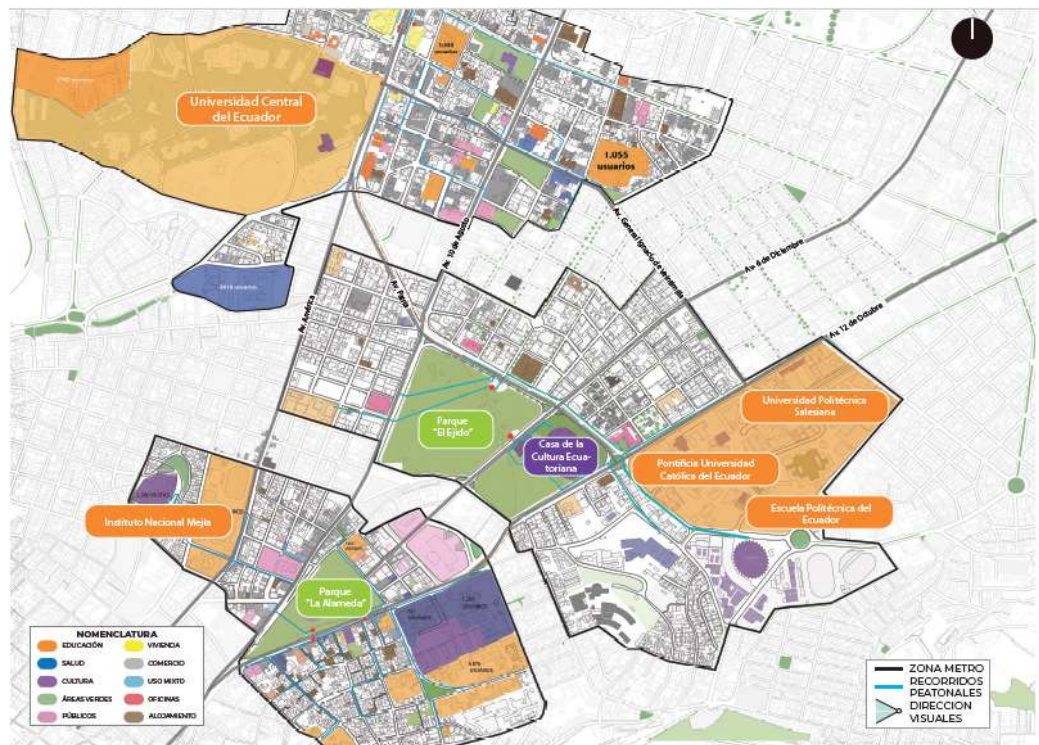 Universidad Central
del Ecuador
1.055
usuarios
Av. América
Av. París
Av. 10 de Agosto
Av. General Ignacio de Veintimilla
Av. 6 de Diciembre
Av. 12 de Octubre
Universidad Politécnica
Salesiana
Parque
"El Ejido"
Casa de la
Cultura Ecua-
toriana
Pontificia Universidad
Católica del Ecuador
Escuela Politécnica del
Ecuador
Instituto Nacional Mejía
Parque
"La Alameda"
NOMENCLATURA
EDUCACIÓN
SALUD
CULTURA
ÁREAS VERDES
PÚBLICOS
VIVIENDA
COMERCIO
USO MIXTO
OFICINAS
ALOJAMIENTO
ZONA METRO
RECORRIDOS
PEATONALES
DIRECCION
VISUALES